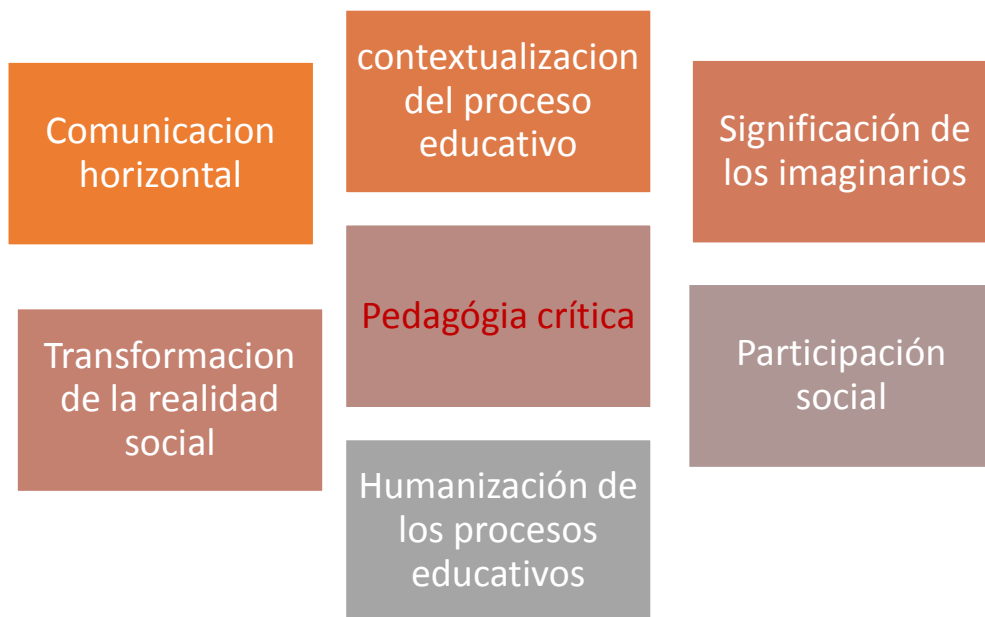 Comunicacion
horizontal
contextualizacion
del proceso
educativo
Significación de
los imaginarios
Transformacion
de la realidad
social
Pedagógia crítica
Participación
social
Humanización de
los procesos
educativos